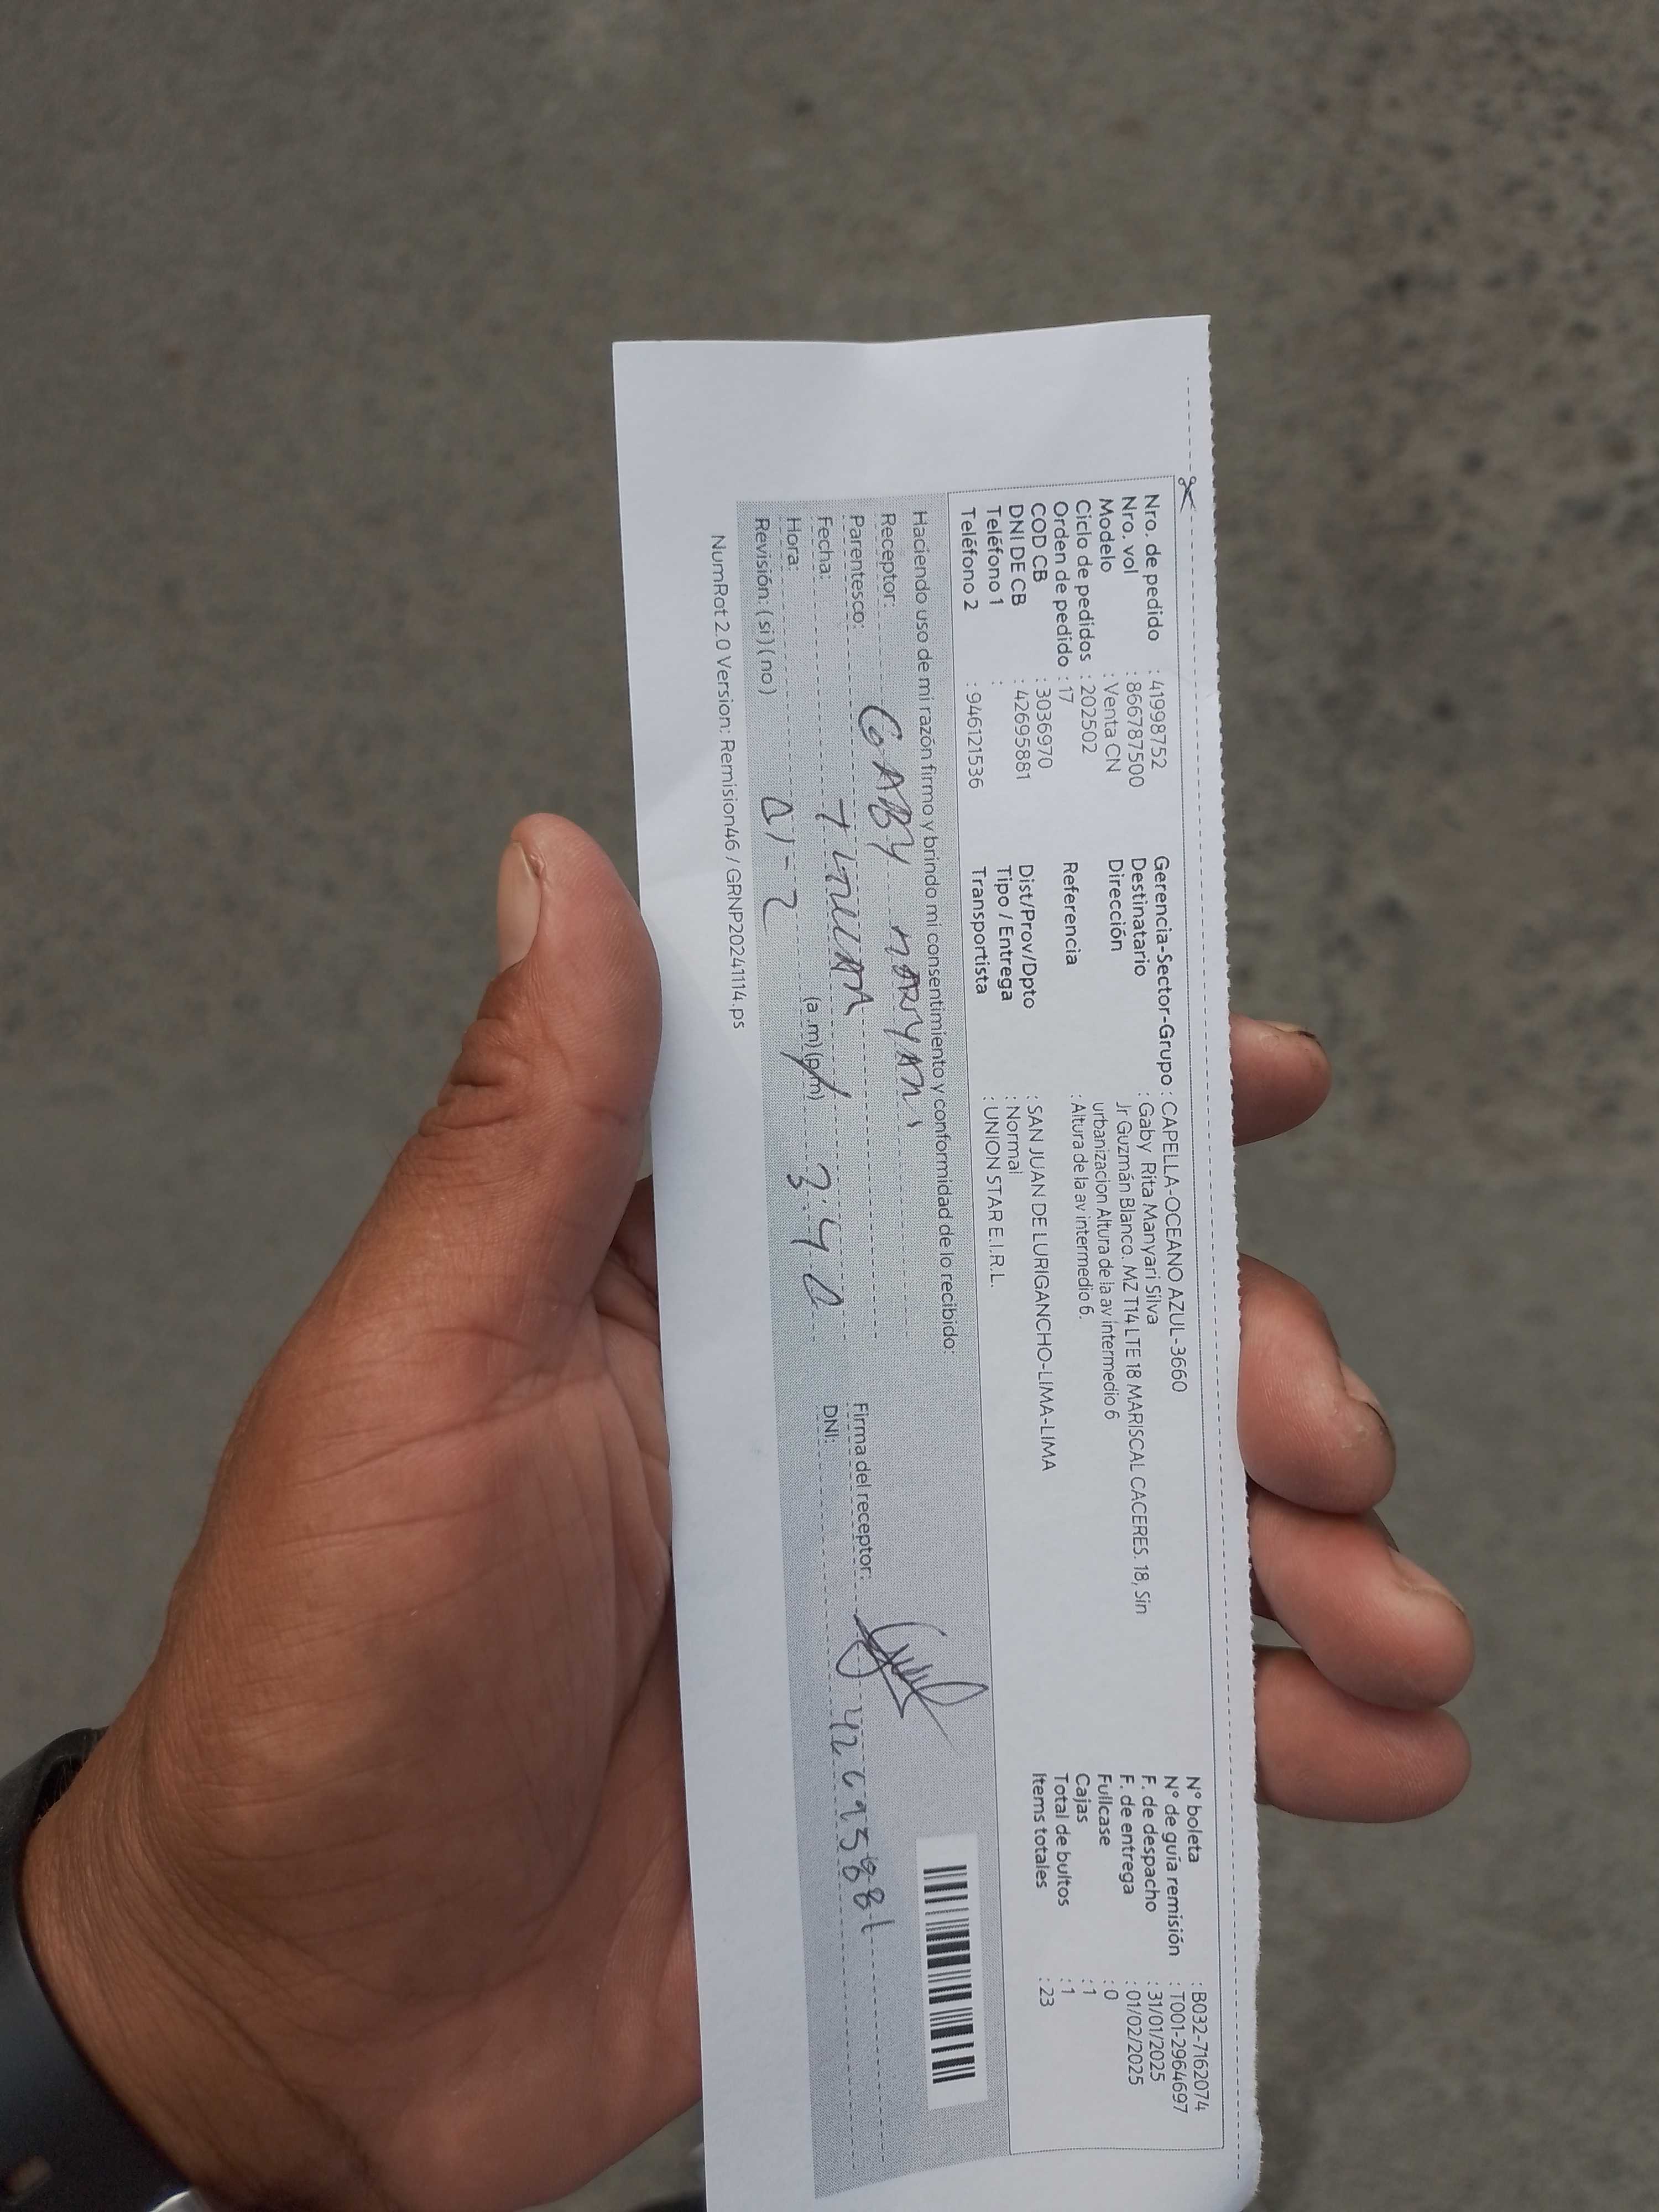 Nro. de pedido : 41998752
Nro. vol : 8667787500
Modelo : Venta CN
Ciclo de pedidos : 202502
Orden de pedido : 17
COD CB : 3036970
DNI DE CB : 42695881
Teléfono 1 :
Teléfono 2 : 946121536
Gerencia-Sector-Grupo : CAPELLA-OCEANO AZUL-3660
Destinatario : Gaby Rita Manyari Silva
Dirección Jr Guzmán Blanco. MZ T14 LTE 18 MARISCAL CACERES. 18, Sin
urbanizacion Altura de la av intermedio 6
Referencia : Altura de la av intermedio 6.
Dist/Prov/Dpto : SAN JUAN DE LURIGANCHO-LIMA-LIMA
Tipo / Entrega : Normal
Transportista : UNION STAR E.I.R.L.
N° boleta : B032-7162074
N° de guía remisión : T001-2964697
F. de despacho : 31/01/2025
F. de entrega : 01/02/2025
Fullcase : 0
Cajas : 1
Total de bultos : 1
Items totales : 23
Haciendo uso de mi razón firmo y brindo mi consentimiento y conformidad de lo recibido:
Receptor: GABY MANYARI
Parentesco: TITULAR
Fecha: 01-2
Hora: (a.m)(p.m) 3:40
Revisión: (si)(no)
Firma del receptor:
DNI: 42695881
NumRot 2.0 Version: Remision46 / GRNP20241114.ps